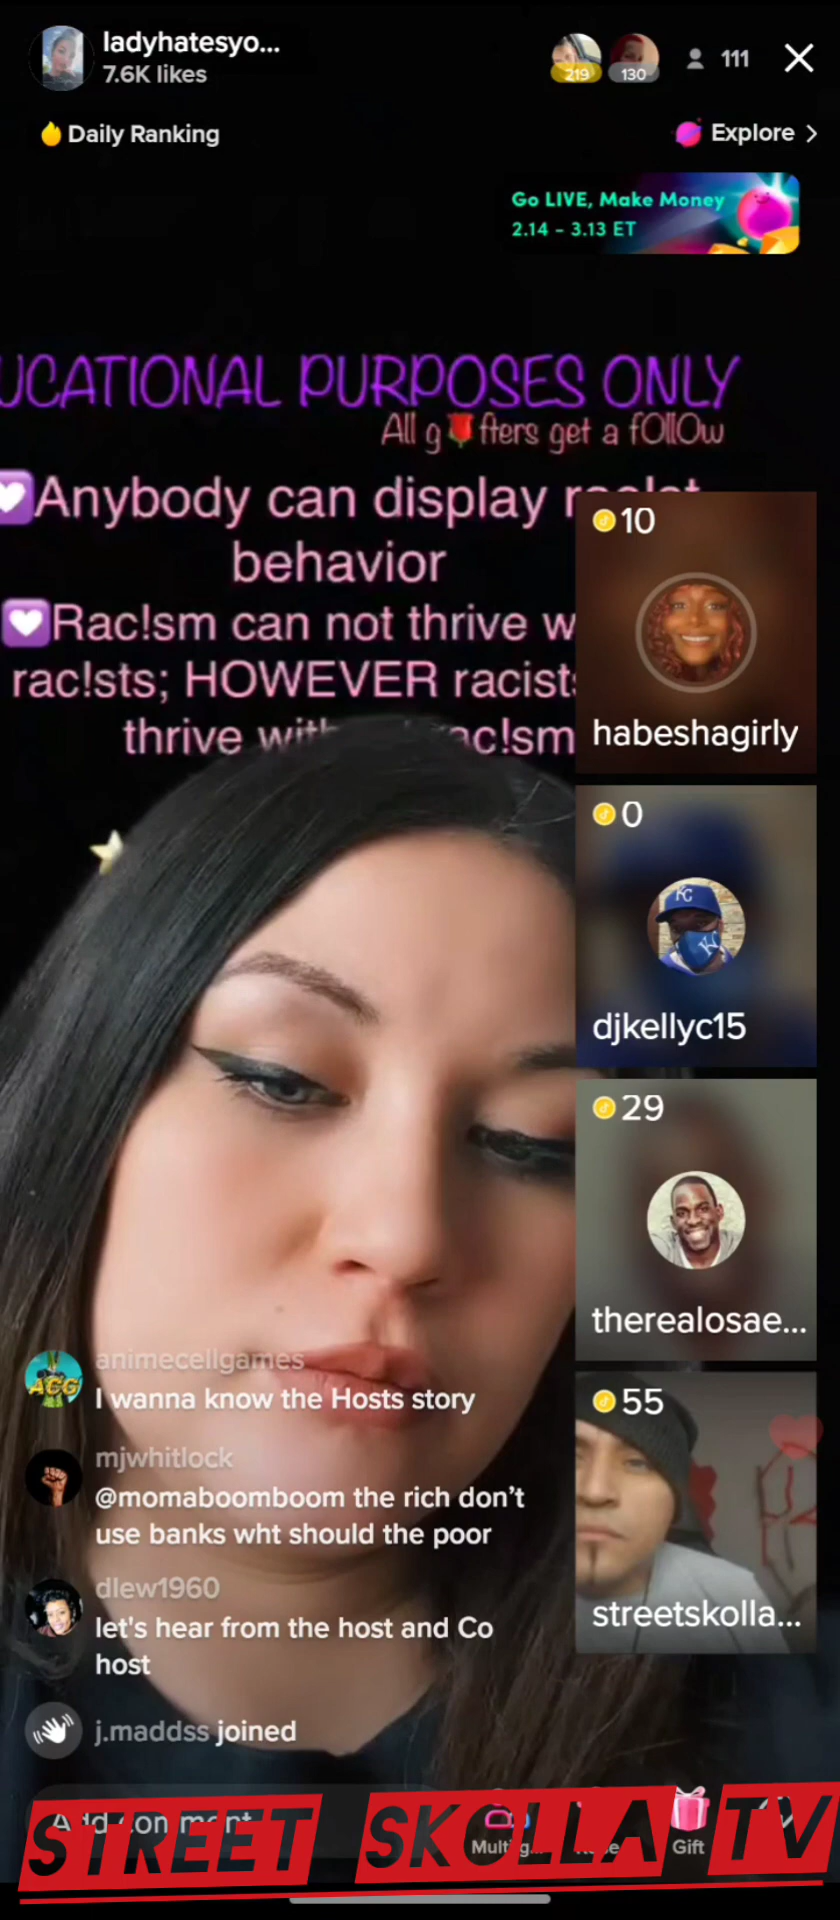 ladyhatesyo...
7.6K likes
219
130
111
Daily Ranking
Explore >
Go LIVE, Make Money
2.14 - 3.13 ET
UCATIONAL PURPOSES ONLY
All g🌹fters get a fOllOw
Anybody can display
behavior
Rac!sm can not thrive
rac!sts; HOWEVER
thrive
10
habeshagirly
0
KC
djkellyc15
29
therealosae...
55
streetskolla...
ACG
animecellgames
I wanna know the Hosts story
mjwhitlock
@momaboomboom the rich don't
use banks wht should the poor
dlew1960
let's hear from the host and Co
host
j.maddss joined
Add comment
Gift
STREET SKOLLA TV